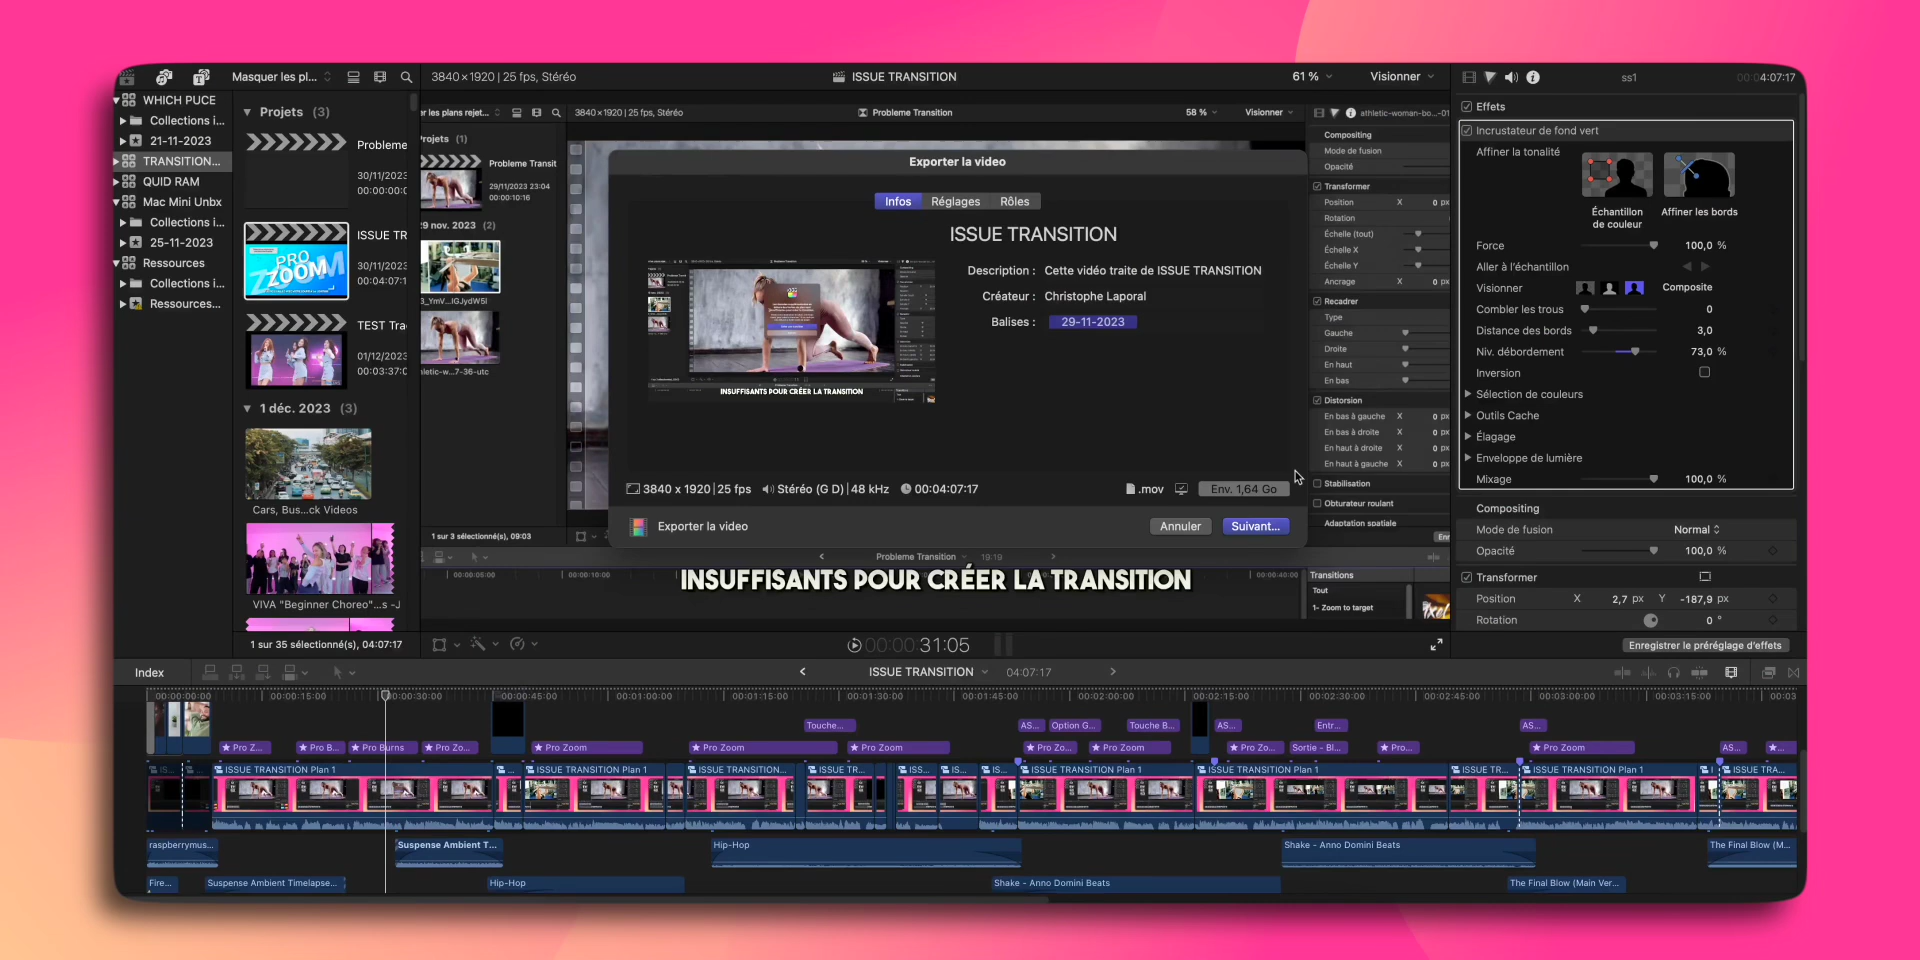 Masquer les pl...
3840×1920 | 25 fps, Stéréo
ISSUE TRANSITION
61 %
Visionner
ss1
00:04:07:17
WHICH PUCE
Collections i...
21-11-2023
TRANSITION...
QUID RAM
Mac Mini Unbx
Collections i...
25-11-2023
Ressources
Collections i...
Ressources...
Projets (3)
Probleme
30/11/2023
00:00:00:0
ISSUE TR
30/11/2023
00:04:07:1
PRO
ZOOM
TEST Tra
01/12/2023
00:03:37:0
1 déc. 2023 (3)
Cars, Bus...ck Videos
VIVA "Beginner Choreo"...s -J
1 sur 35 sélectionné(s), 04:07:17
er les plans rejet...
3840×1920 | 25 fps, Stéréo
Probleme Transition
58 %
Visionner
athletic-woman-bo...-01
Projets (1)
Probleme Transit
29/11/2023 23:04
00:00:10:16
29 nov. 2023 (2)
3_YmV...IGJydW5l
hletic-w...7-36-utc
1 sur 3 sélectionné(s), 09:03
Exporter la video
Infos
Réglages
Rôles
ISSUE TRANSITION
Description : Cette vidéo traite de ISSUE TRANSITION
Créateur : Christophe Laporal
Balises : 29-11-2023
INSUFFISANTS POUR CRÉER LA TRANSITION
3840 x 1920 | 25 fps
Stéréo (G D) | 48 kHz
00:04:07:17
.mov
Env. 1,64 Go
Exporter la video
Annuler
Suivant...
Compositing
Mode de fusion
Opacité
Transformer
Position X 0 px
Rotation
Échelle (tout)
Échelle X
Échelle Y
Ancrage X 0 px
Recadrer
Type
Gauche
Droite
En haut
En bas
Distorsion
En bas à gauche X 0 px
En bas à droite X 0 px
En haut à droite X 0 px
En haut à gauche X 0 px
Stabilisation
Obturateur roulant
Adaptation spatiale
Enr
Probleme Transition
19:19
00:00:05:00
00:00:10:00
00:00:40:00
INSUFFISANTS POUR CRÉER LA TRANSITION
Transitions
Tout
1- Zoom to target
00:00:31:05
Effets
Incrustateur de fond vert
Affiner la tonalité
Échantillon de couleur
Affiner les bords
Force 100,0 %
Aller à l'échantillon
Visionner Composite
Combler les trous 0
Distance des bords 3,0
Niv. débordement 73,0 %
Inversion
Sélection de couleurs
Outils Cache
Élagage
Enveloppe de lumière
Mixage 100,0 %
Compositing
Mode de fusion Normal
Opacité 100,0 %
Transformer
Position X 2,7 px Y -187,9 px
Rotation 0 °
Enregistrer le préréglage d'effets
Index
ISSUE TRANSITION
04:07:17
00:00:00:00
00:00:15:00
00:00:30:00
00:00:45:00
00:01:00:00
00:01:15:00
00:01:30:00
00:01:45:00
00:02:00:00
00:02:15:00
00:02:30:00
00:02:45:00
00:03:00:00
00:03:15:00
00:03
Touche...
AS...
Option G...
Touche B...
AS...
Entr...
AS...
Pro Z...
Pro B...
Pro Burns
Pro Zo...
Pro Zoom
Pro Zoom
Pro Zoom
Pro Zo...
Pro Zoom
Pro Zo...
Sortie - Bl...
Pro...
Pro Zoom
AS...
IS...
ISSUE TRANSITION Plan 1
ISSUE TRANSITION Plan 1
ISSUE TRANSITION...
ISSUE TR...
ISS...
IS...
IS...
ISSUE TRANSITION Plan 1
ISSUE TRANSITION Plan 1
ISSUE TR...
ISSUE TRANSITION Plan 1
ISSUE TRA...
raspberrymus...
Suspense Ambient T...
Hip-Hop
Shake - Anno Domini Beats
The Final Blow (M...
Fire...
Suspense Ambient Timelapse...
Hip-Hop
Shake - Anno Domini Beats
The Final Blow (Main Ver...